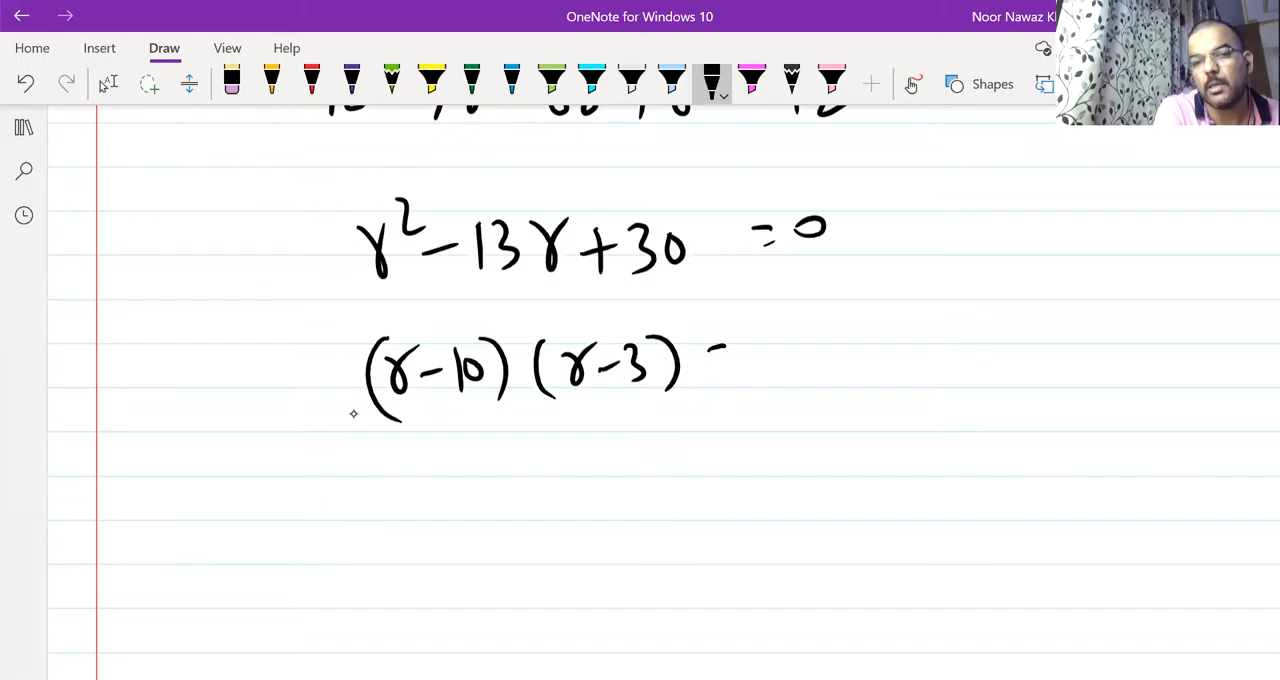 OneNote for Windows 10
Noor Nawaz K
Home Insert Draw View Help
Shapes
r² - 13r + 30 = 0
(r - 10) (r - 3) -